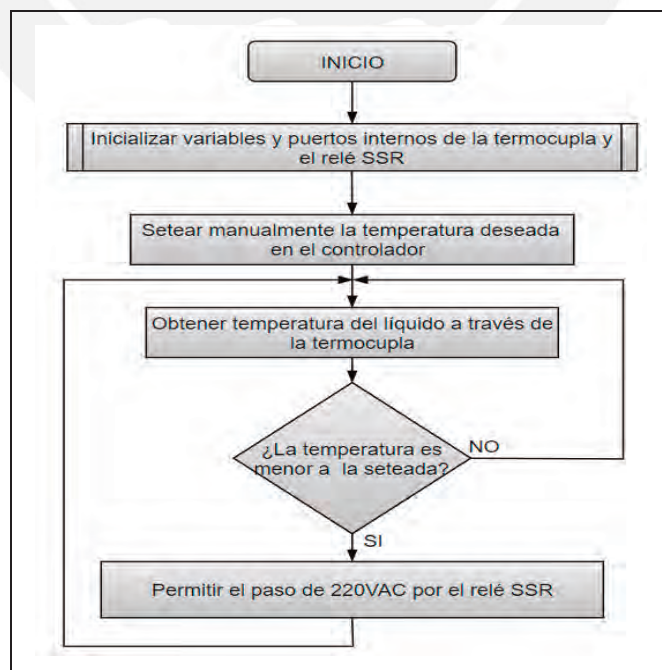 INICIO
Inicializar variables y puertos internos de la termocupla y
el relé SSR
Setear manualmente la temperatura deseada
en el controlador
Obtener temperatura del líquido a través de
la termocupla
¿La temperatura es
menor a la seteada?
NO
SI
Permitir el paso de 220VAC por el relé SSR